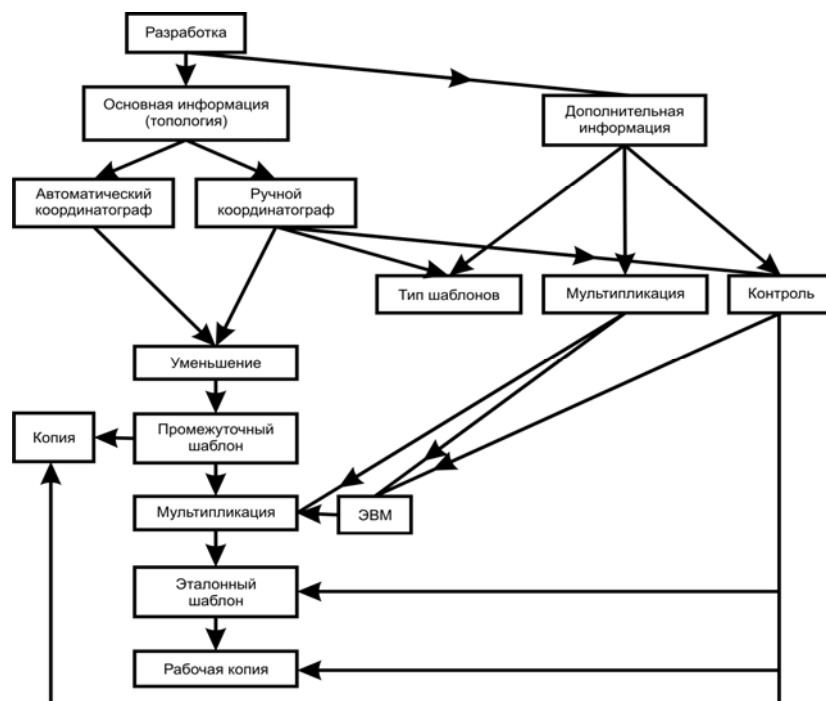 Разработка
Основная информация
(топология)
Дополнительная
информация
Автоматический
координатограф
Ручной
координатограф
Тип шаблонов
Мультипликация
Контроль
Уменьшение
Копия
Промежуточный
шаблон
Мультипликация
ЭВМ
Эталонный
шаблон
Рабочая копия